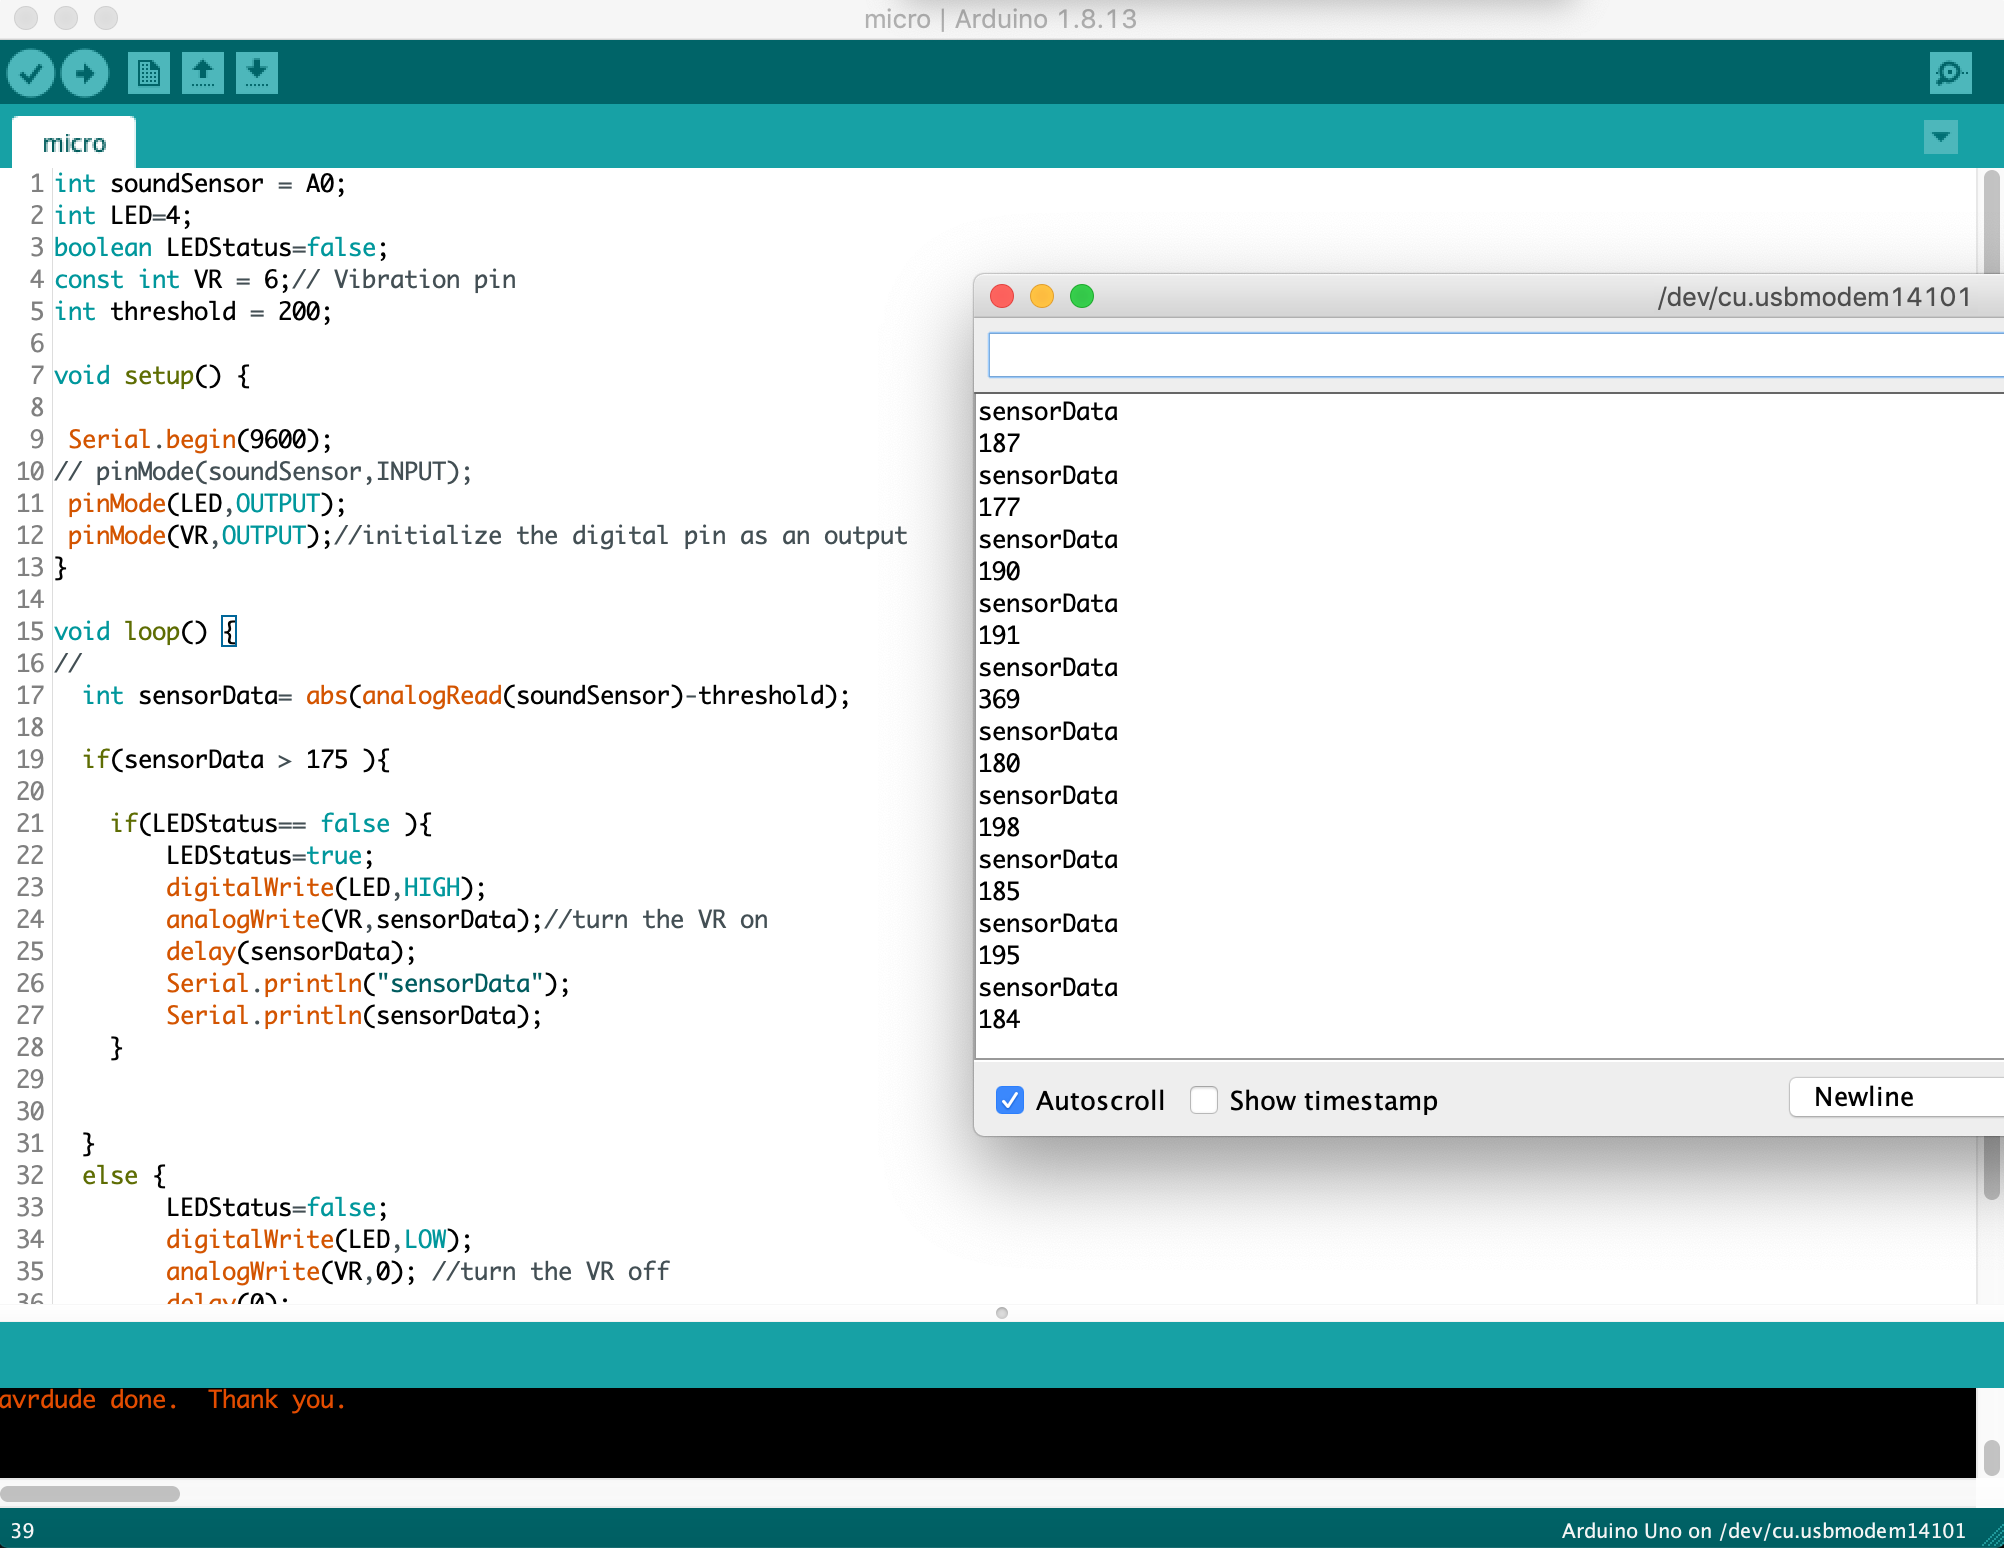 micro | Arduino 1.8.13
micro
1 int soundSensor = A0;
2 int LED=4;
3 boolean LEDStatus=false;
4 const int VR = 6;// Vibration pin
5 int threshold = 200;
6
7 void setup() {
8
9  Serial.begin(9600);
10 // pinMode(soundSensor,INPUT);
11  pinMode(LED,OUTPUT);
12  pinMode(VR,OUTPUT);//initialize the digital pin as an output
13 }
14
15 void loop() {
16 //
17   int sensorData= abs(analogRead(soundSensor)-threshold);
18
19   if(sensorData > 175 ){
20
21     if(LEDStatus== false ){
22         LEDStatus=true;
23         digitalWrite(LED,HIGH);
24         analogWrite(VR,sensorData);//turn the VR on
25         delay(sensorData);
26         Serial.println("sensorData");
27         Serial.println(sensorData);
28     }
29
30
31   }
32   else {
33         LEDStatus=false;
34         digitalWrite(LED,LOW);
35         analogWrite(VR,0); //turn the VR off
36         delay(0);
/dev/cu.usbmodem14101
sensorData
187
sensorData
177
sensorData
190
sensorData
191
sensorData
369
sensorData
180
sensorData
198
sensorData
185
sensorData
195
sensorData
184
Autoscroll Show timestamp Newline
avrdude done.  Thank you.
39 Arduino Uno on /dev/cu.usbmodem14101